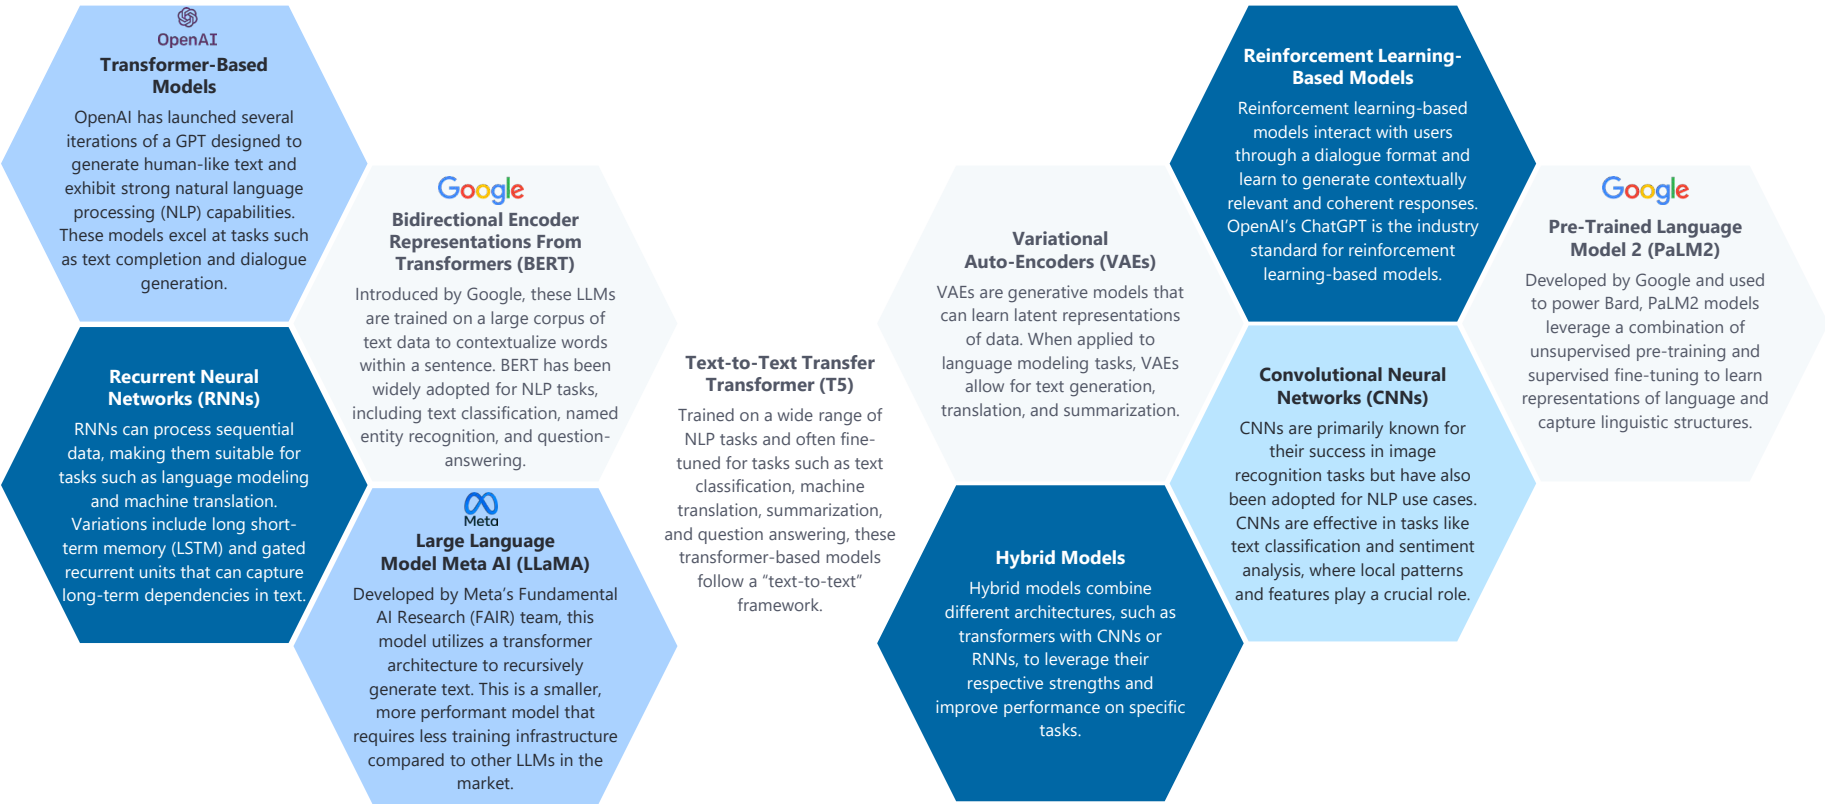 OpenAI
Transformer-Based
Models
OpenAI has launched several
iterations of a GPT designed to
generate human-like text and
exhibit strong natural language
processing (NLP) capabilities.
These models excel at tasks such
as text completion and dialogue
generation.
Recurrent Neural
Networks (RNNs)
RNNs can process sequential
data, making them suitable for
tasks such as language modeling
and machine translation.
Variations include long short-
term memory (LSTM) and gated
recurrent units that can capture
long-term dependencies in text.
Google
Bidirectional Encoder
Representations From
Transformers (BERT)
Introduced by Google, these LLMs
are trained on a large corpus of
text data to contextualize words
within a sentence. BERT has been
widely adopted for NLP tasks,
including text classification, named
entity recognition, and question-
answering.
Meta
Large Language
Model Meta AI (LLaMA)
Developed by Meta's Fundamental
AI Research (FAIR) team, this
model utilizes a transformer
architecture to recursively
generate text. This is a smaller,
more performant model that
requires less training infrastructure
compared to other LLMs in the
market.
Text-to-Text Transfer
Transformer (T5)
Trained on a wide range of
NLP tasks and often fine-
tuned for tasks such as text
classification, machine
translation, summarization,
and question answering, these
transformer-based models
follow a "text-to-text"
framework.
Variational
Auto-Encoders (VAEs)
VAEs are generative models that
can learn latent representations
of data. When applied to
language modeling tasks, VAEs
allow for text generation,
translation, and summarization.
Hybrid Models
Hybrid models combine
different architectures, such as
transformers with CNNs or
RNNs, to leverage their
respective strengths and
improve performance on specific
tasks.
Reinforcement Learning-
Based Models
Reinforcement learning-based
models interact with users
through a dialogue format and
learn to generate contextually
relevant and coherent responses.
OpenAI's ChatGPT is the industry
standard for reinforcement
learning-based models.
Convolutional Neural
Networks (CNNs)
CNNs are primarily known for
their success in image
recognition tasks but have also
been adopted for NLP use cases.
CNNs are effective in tasks like
text classification and sentiment
analysis, where local patterns
and features play a crucial role.
Google
Pre-Trained Language
Model 2 (PaLM2)
Developed by Google and used
to power Bard, PaLM2 models
leverage a combination of
unsupervised pre-training and
supervised fine-tuning to learn
representations of language and
capture linguistic structures.